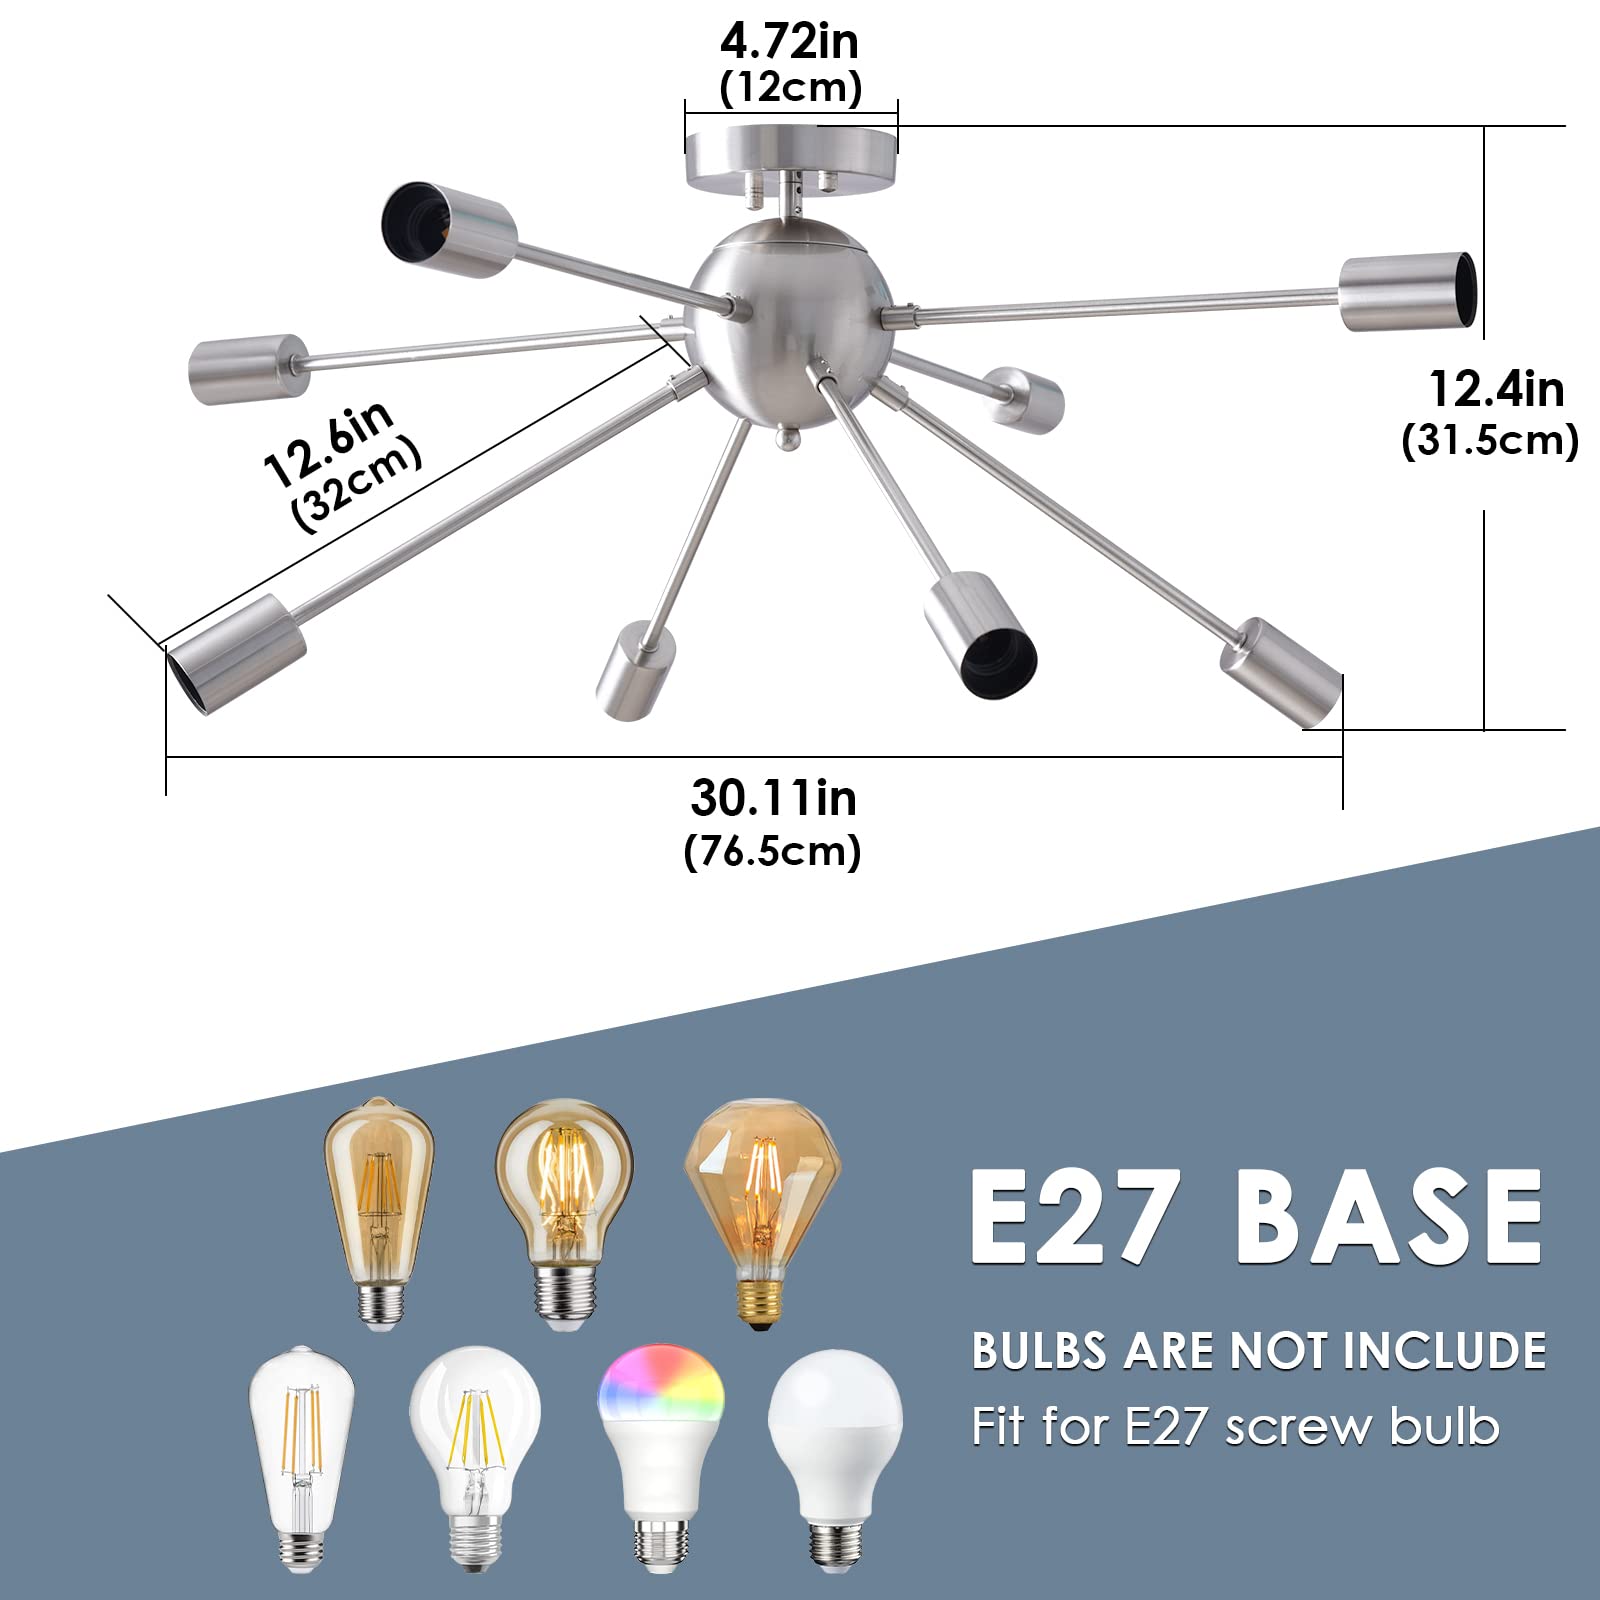 4.72in
(12cm)
12.6in
(32cm)
12.4in
(31.5cm)
30.11in
(76.5cm)
E27 BASE
BULBS ARE NOT INCLUDE
Fit for E27 screw bulb